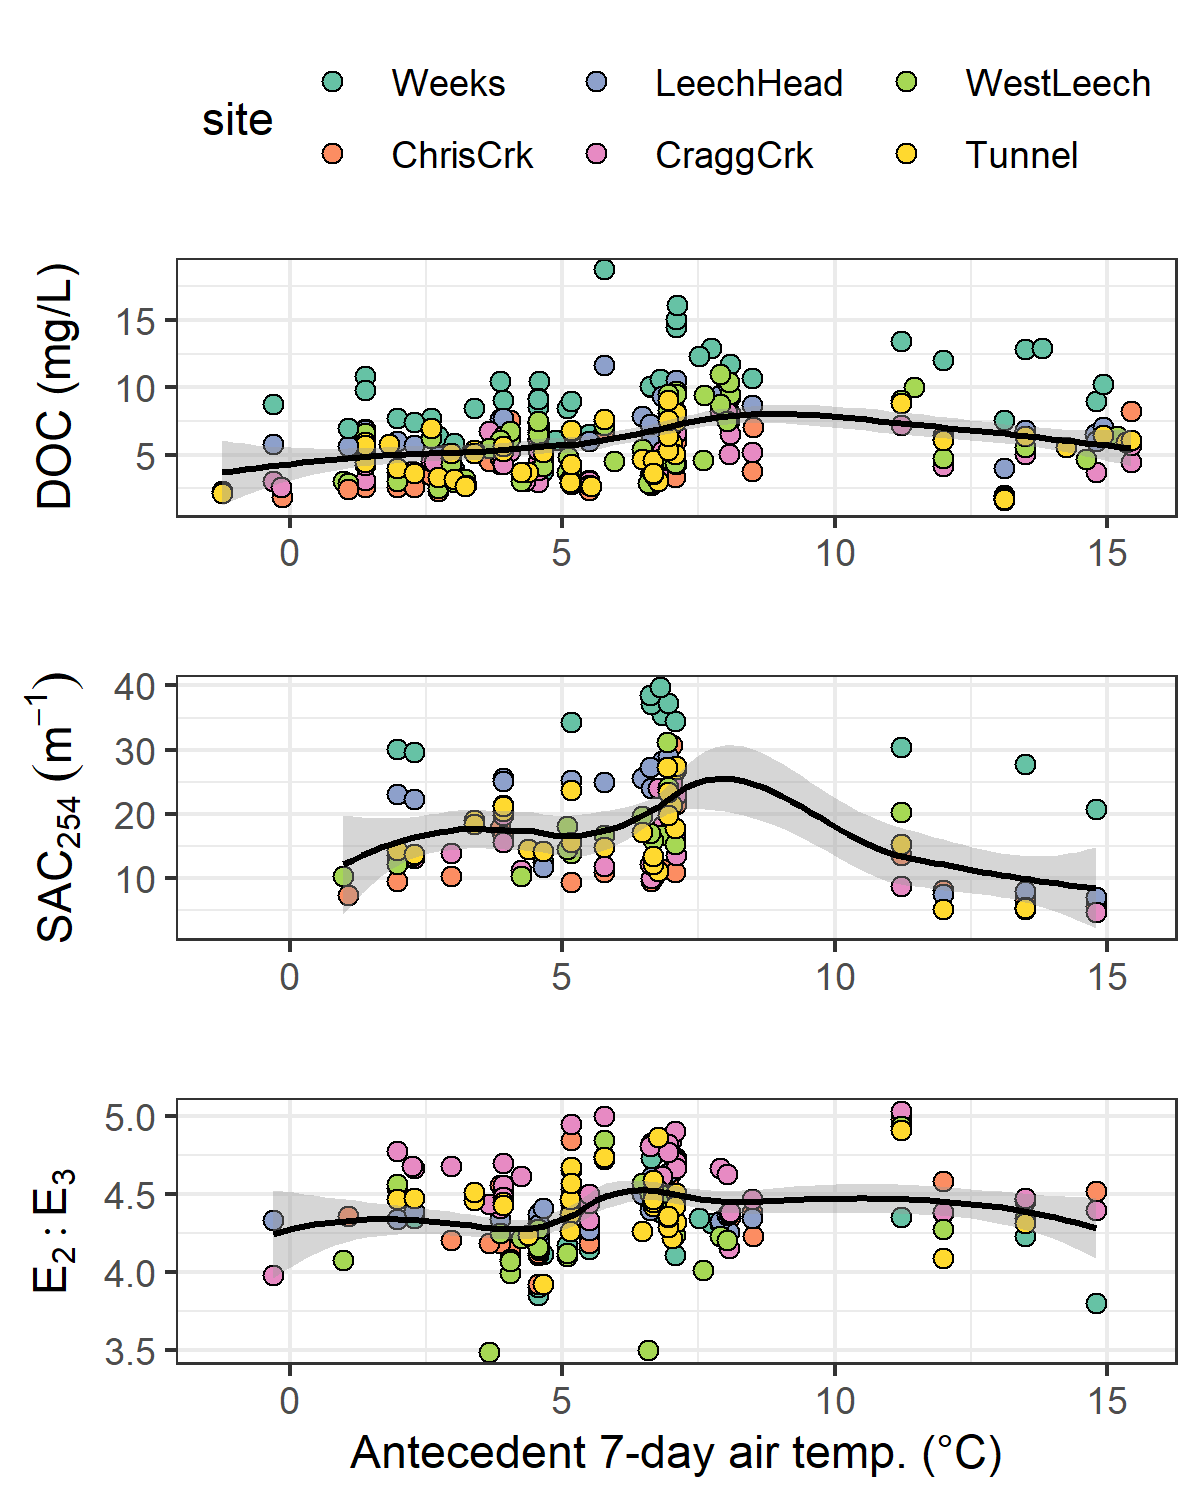 site
Weeks LeechHead WestLeech
ChrisCrk CraggCrk Tunnel
DOC (mg/L)
15
10
5
0 5 10 15
SAC₂₅₄ (m⁻¹)
40
30
20
10
0 5 10 15
E₂ : E₃
5.0
4.5
4.0
3.5
0 5 10 15
Antecedent 7-day air temp. (°C)